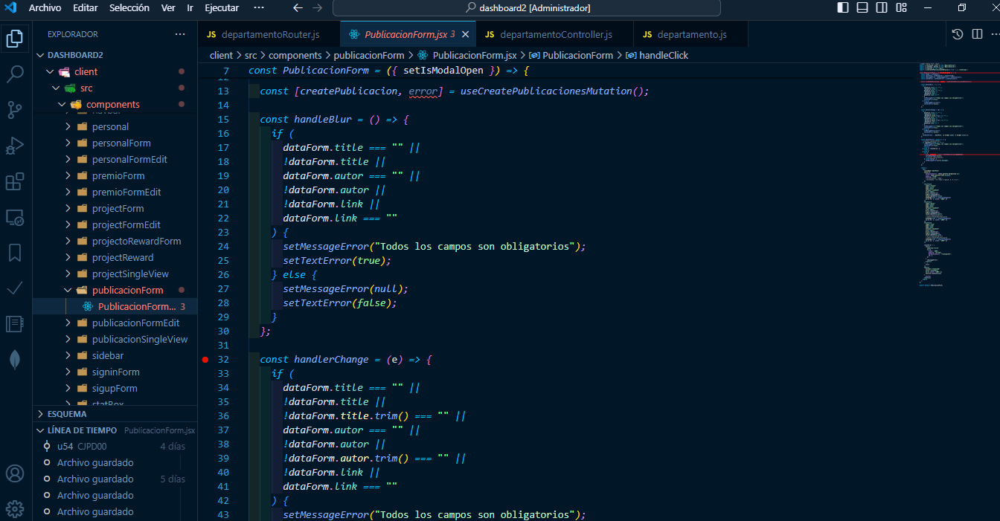 Archivo Editar Selección Ver Ir Ejecutar ··· dashboard2 [Administrador]
EXPLORADOR ···
DASHBOARD2
client
src
components
personal
personalForm
personalFormEdit
premioForm
premioFormEdit
projectForm
projectFormEdit
projectoRewardForm
projectReward
projectSingleView
publicacionForm
PublicacionForm... 3
publicacionFormEdit
publicacionSingleView
sidebar
signinForm
sigupForm
statBox
ESQUEMA
LÍNEA DE TIEMPO PublicacionForm.jsx
u54 CJPD00 4 días
Archivo guardado
Archivo guardado 5 días
Archivo guardado
Archivo guardado
JS departamentoRouter.js PublicacionForm.jsx 3 JS departamentoController.js JS departamento.js
client > src > components > publicacionForm > PublicacionForm.jsx > PublicacionForm > handleClick
7 const PublicacionForm = ({ setIsModalOpen }) => {
13 const [createPublicacion, error] = useCreatePublicacionesMutation();
14
15 const handleBlur = () => {
16 if (
17 dataForm.title === "" ||
18 !dataForm.title ||
19 dataForm.autor === "" ||
20 !dataForm.autor ||
21 !dataForm.link ||
22 dataForm.link === ""
23 ) {
24 setMessageError("Todos los campos son obligatorios");
25 setTextError(true);
26 } else {
27 setMessageError(null);
28 setTextError(false);
29 }
30 };
31
32 const handlerChange = (e) => {
33 if (
34 dataForm.title === "" ||
35 !dataForm.title ||
36 !dataForm.title.trim() === "" ||
37 dataForm.autor === "" ||
38 !dataForm.autor ||
39 !dataForm.autor.trim() === "" ||
40 !dataForm.link ||
41 dataForm.link === ""
42 ) {
43 setMessageError("Todos los campos son obligatorios");